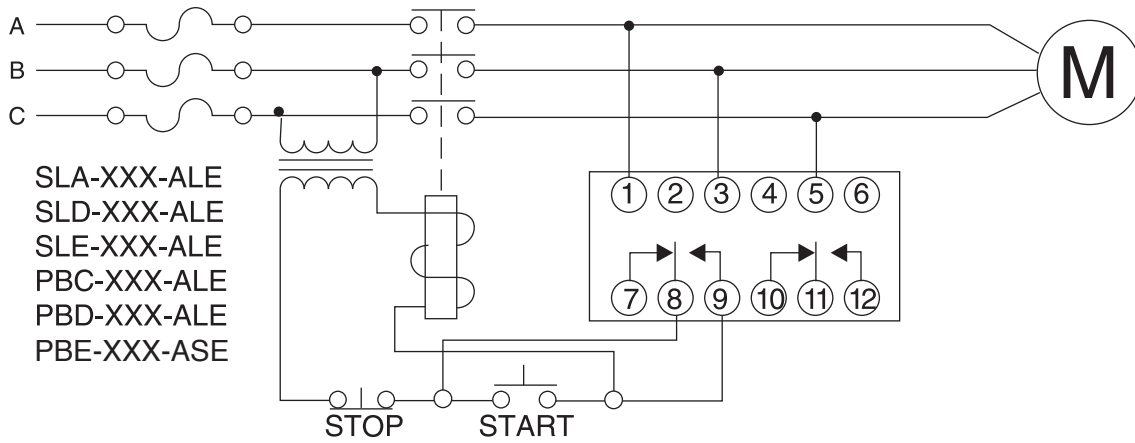 A
B
C
M
SLA-XXX-ALE
SLD-XXX-ALE
SLE-XXX-ALE
PBC-XXX-ALE
PBD-XXX-ALE
PBE-XXX-ASE
1 2 3 4 5 6
7 8 9 10 11 12
STOP START